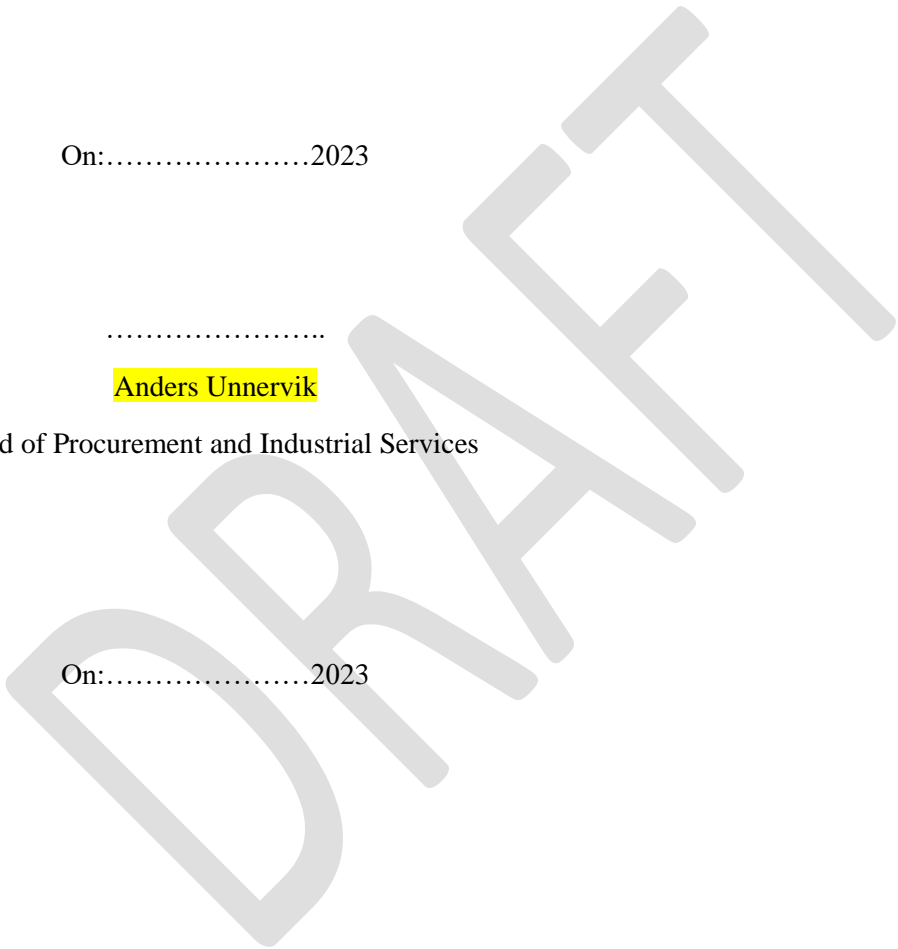 On:…………………2023
…………………..
Anders Unnervik
d of Procurement and Industrial Services
On:…………………2023
DRAFT